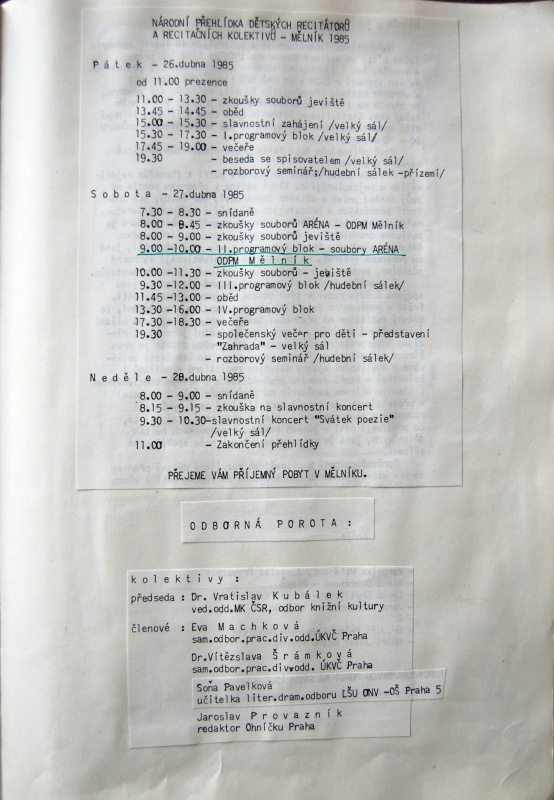 NÁRODNÍ PŘEHLÍDKA DĚTSKÝCH RECITÁTORŮ
A RECITAČNÍCH KOLEKTIVŮ - MĚLNÍK 1985
P á t e k - 26.dubna 1985
od 11.00 prezence
11.00 - 13.30 - zkoušky souborů jeviště
13.45 - 14.45 - oběd
15.00 - 15.30 - slavnostní zahájení /velký sál/
15.30 - 17.30 - I.programový blok /velký sál/
17.45 - 19.00 - večeře
19.30 - beseda se spisovatelem /velký sál/
- rozborový seminář;/hudební sálek -přízemí/
S o b o t a - 27.dubna 1985
7.30 - 8.30 - snídaně
8.00 - 8.45 - zkoušky souborů ARÉNA - ODPM Mělník
8.00 - 9.00 - zkoušky souborů jeviště
9.00 -10.00 - II.programový blok - soubory ARÉNA
ODPM M ě l n í k
10.00 -11.30 - zkoušky souborů - jeviště
9.30 -12.00 - III.programový blok /hudební sálek/
11.45 -13.00 - oběd
13.30 -16.00 - IV.programový blok
17.30 -18.30 - večeře
19.30 - společenský večer pro děti - představení
"Zahrada" - velký sál
- rozborový seminář /hudební sálek/
N e d ě l e - 28.dubna 1985
8.00 - 9.00 - snídaně
8.15 - 9.15 - zkouška na slavnostní koncert
9.30 - 10.30-slavnostní koncert "Svátek poezie"
/velký sál/
11.00 - Zakončení přehlídky
PŘEJEME VÁM PŘÍJEMNÝ POBYT V MĚLNÍKU.
O D B O R N Á P O R O T A :
k o l e k t i v y :
předseda : Dr. Vratislav K u b á l e k
ved.odd.MK ČSR, odbor knižní kultury
členové : Eva M a c h k o v á
sam.odbor.prac.div.odd.ÚKVČ Praha
Dr.Vítězslava Š r á m k o v á
sam.odbor.prac.div.odd. ÚKVČ Praha
Soňa Pavelková
učitelka liter.dram.odboru LŠU ONV -OŠ Praha 5
Jaroslav P r o v a z n í k
redaktor Ohníčku Praha